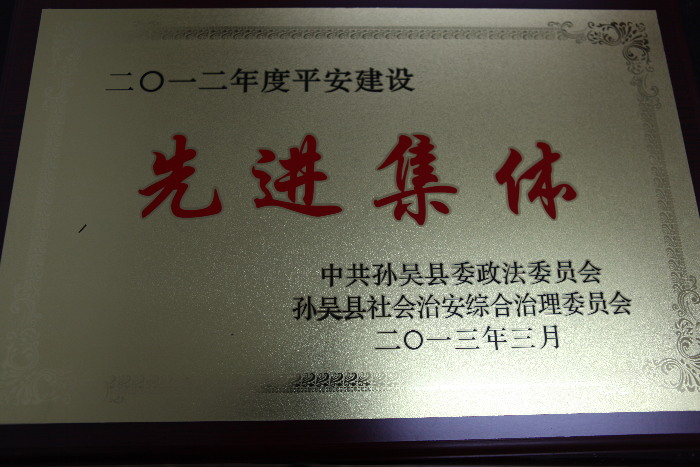 二〇一二年度平安建设
先进集体
中共孙吴县委政法委员会
孙吴县社会治安综合治理委员会
二〇一三年三月